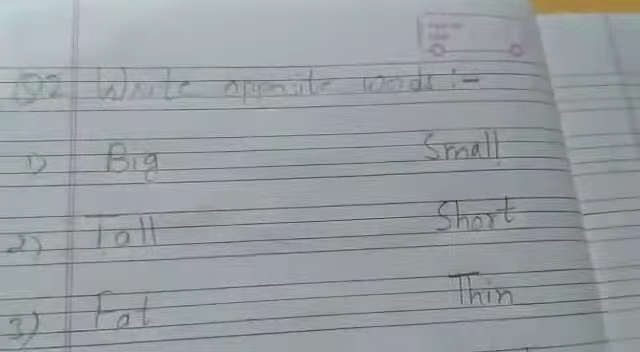 Q2 Write opposite words :-
1) Big Small
2) Tall Short
3) Fat Thin